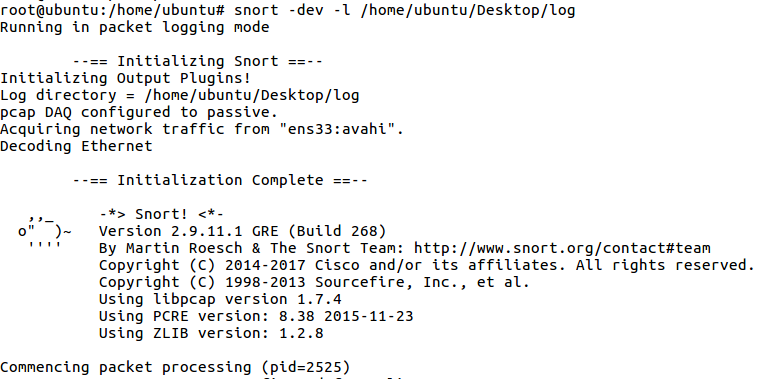 root@ubuntu:/home/ubuntu# snort -dev -l /home/ubuntu/Desktop/log
Running in packet logging mode
--== Initializing Snort ==--
Initializing Output Plugins!
Log directory = /home/ubuntu/Desktop/log
pcap DAQ configured to passive.
Acquiring network traffic from "ens33:avahi".
Decoding Ethernet
--== Initialization Complete ==--
,,_     -*> Snort! <*-
o"  )~   Version 2.9.11.1 GRE (Build 268)
''''    By Martin Roesch & The Snort Team: http://www.snort.org/contact#team
Copyright (C) 2014-2017 Cisco and/or its affiliates. All rights reserved.
Copyright (C) 1998-2013 Sourcefire, Inc., et al.
Using libpcap version 1.7.4
Using PCRE version: 8.38 2015-11-23
Using ZLIB version: 1.2.8
Commencing packet processing (pid=2525)